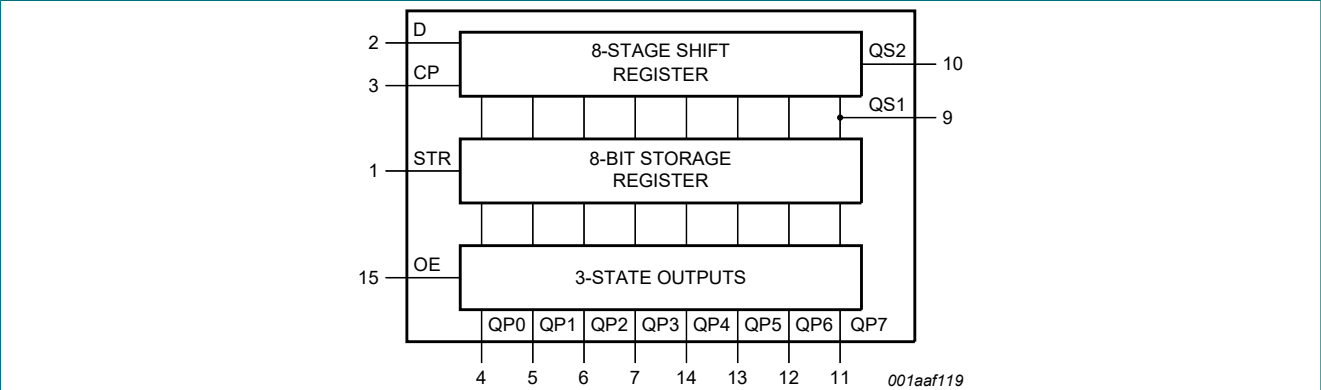 D
2
8-STAGE SHIFT
REGISTER
QS2
10
CP
3
QS1
9
STR
1
8-BIT STORAGE
REGISTER
OE
15
3-STATE OUTPUTS
QP0 QP1 QP2 QP3 QP4 QP5 QP6 QP7
4 5 6 7 14 13 12 11
001aaf119